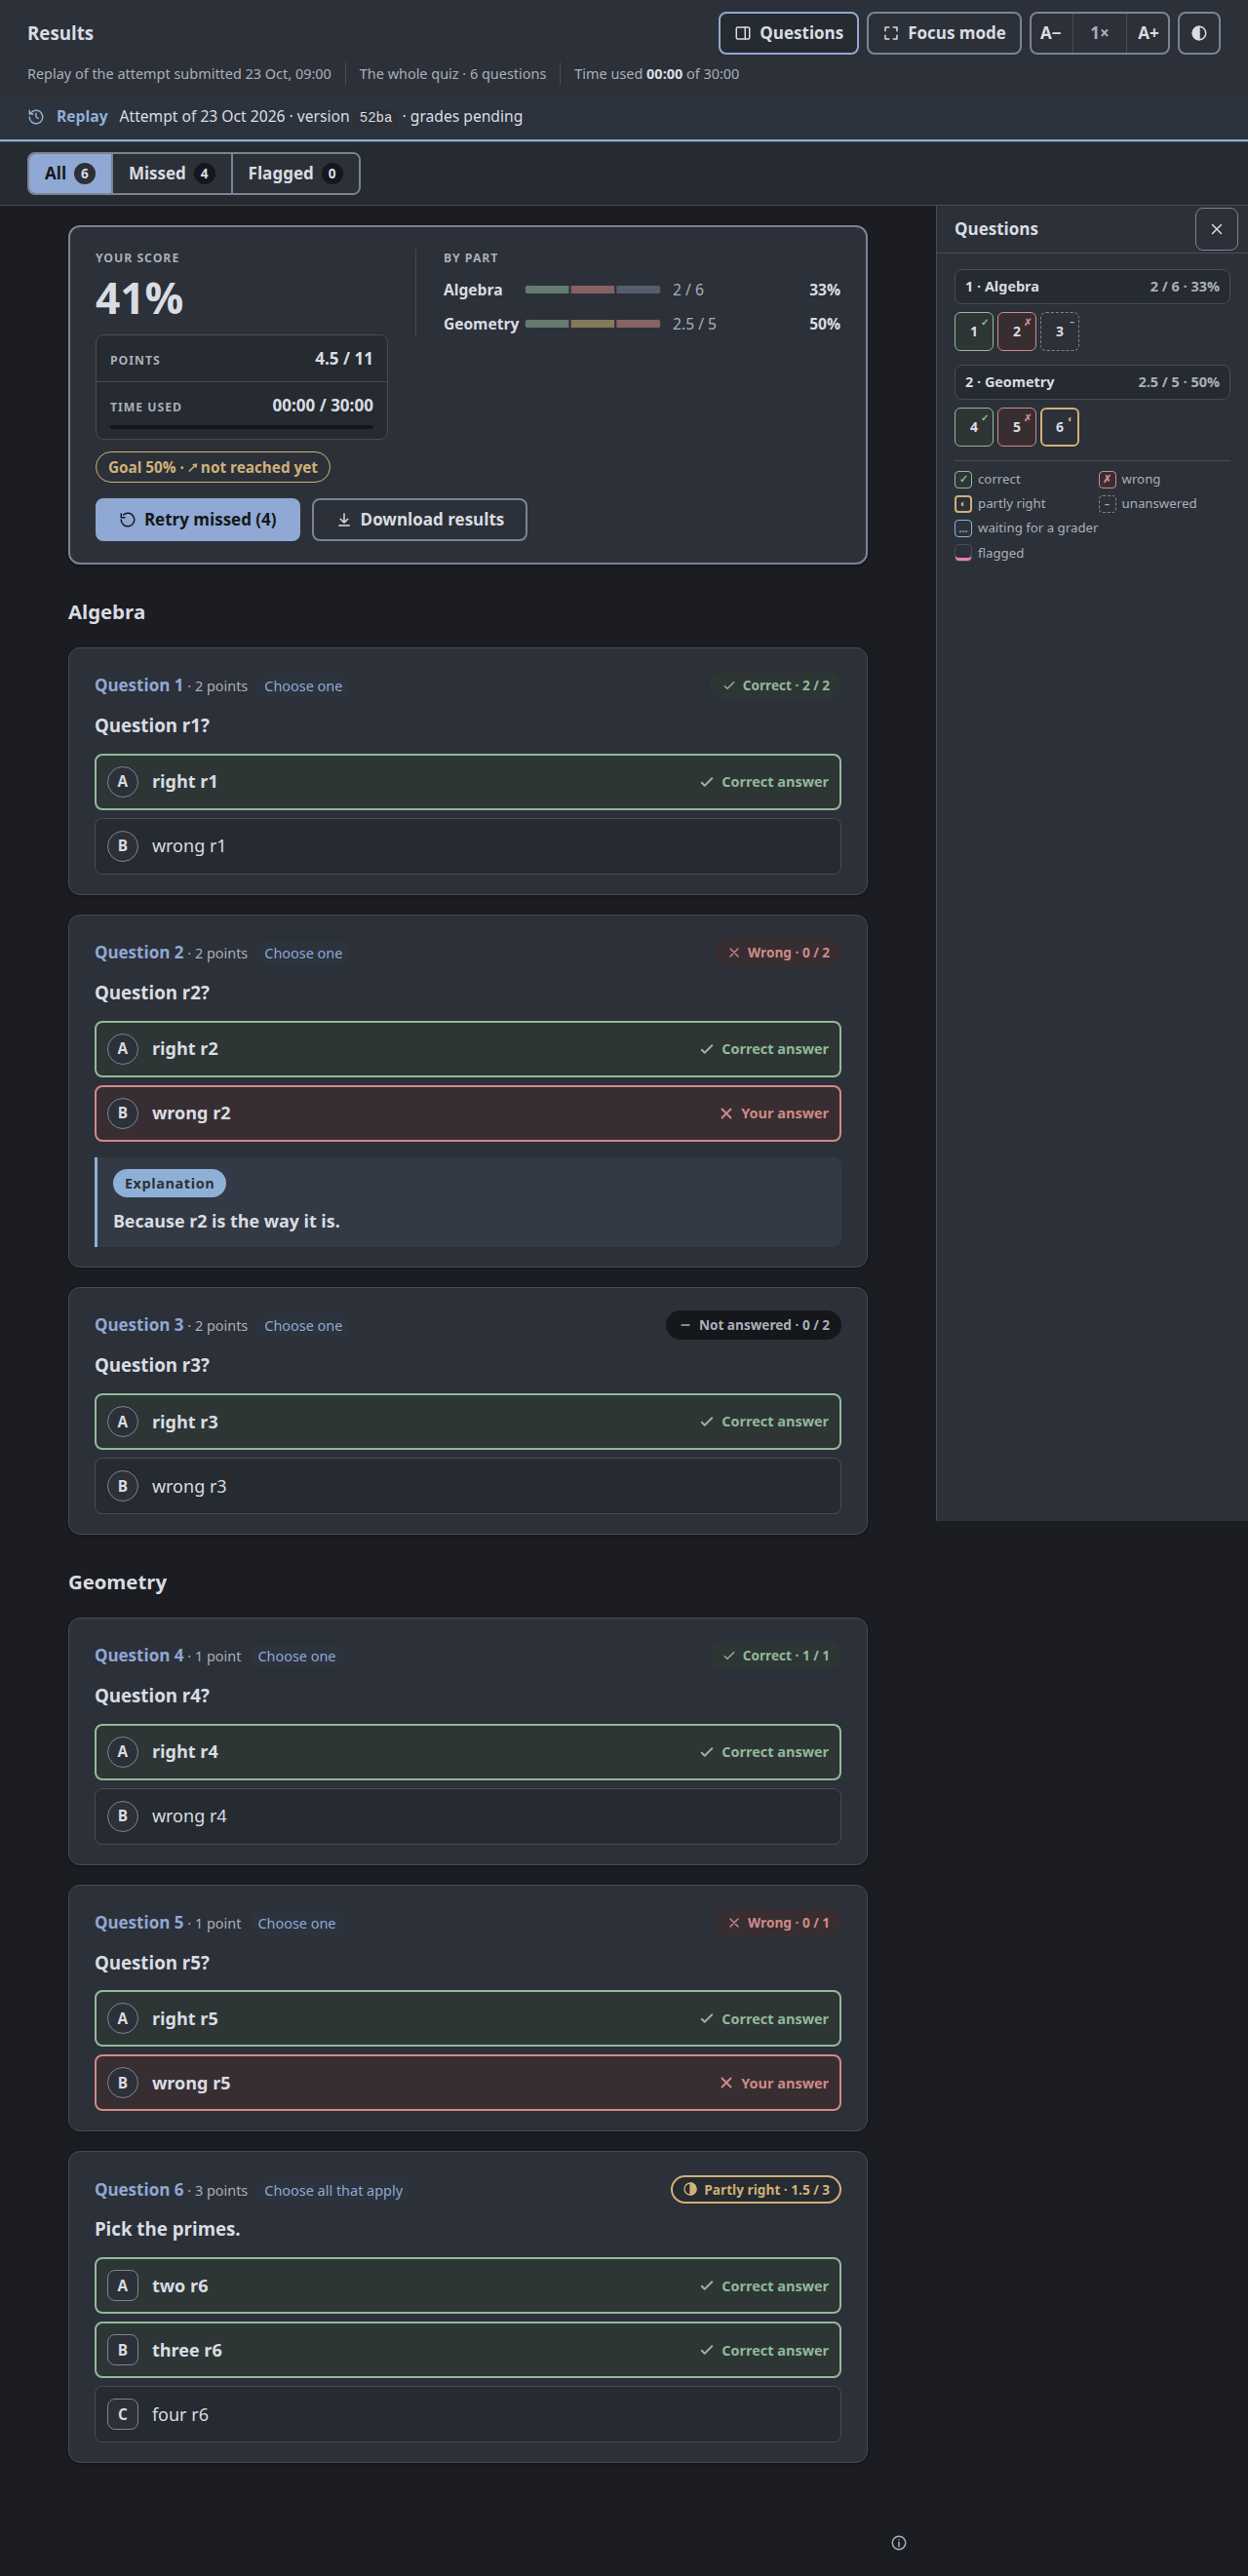 Results
Questions
Focus mode
A− 1× A+
Replay of the attempt submitted 23 Oct, 09:00
The whole quiz · 6 questions
Time used 00:00 of 30:00
Replay Attempt of 23 Oct 2026 · version 52ba · grades pending
All 6
Missed 4
Flagged 0
YOUR SCORE
41%
POINTS 4.5 / 11
TIME USED 00:00 / 30:00
Goal 50% · ↗ not reached yet
Retry missed (4)
Download results
BY PART
Algebra 2 / 6 33%
Geometry 2.5 / 5 50%
Questions
1 · Algebra 2 / 6 · 33%
1 ✓ 2 ✗ 3 –
2 · Geometry 2.5 / 5 · 50%
4 ✓ 5 ✗ 6
✓ correct
✗ wrong
partly right
– unanswered
… waiting for a grader
flagged
Algebra
Question 1 · 2 points Choose one
Correct · 2 / 2
Question r1?
A right r1 Correct answer
B wrong r1
Question 2 · 2 points Choose one
Wrong · 0 / 2
Question r2?
A right r2 Correct answer
B wrong r2 Your answer
Explanation
Because r2 is the way it is.
Question 3 · 2 points Choose one
Not answered · 0 / 2
Question r3?
A right r3 Correct answer
B wrong r3
Geometry
Question 4 · 1 point Choose one
Correct · 1 / 1
Question r4?
A right r4 Correct answer
B wrong r4
Question 5 · 1 point Choose one
Wrong · 0 / 1
Question r5?
A right r5 Correct answer
B wrong r5 Your answer
Question 6 · 3 points Choose all that apply
Partly right · 1.5 / 3
Pick the primes.
A two r6 Correct answer
B three r6 Correct answer
C four r6